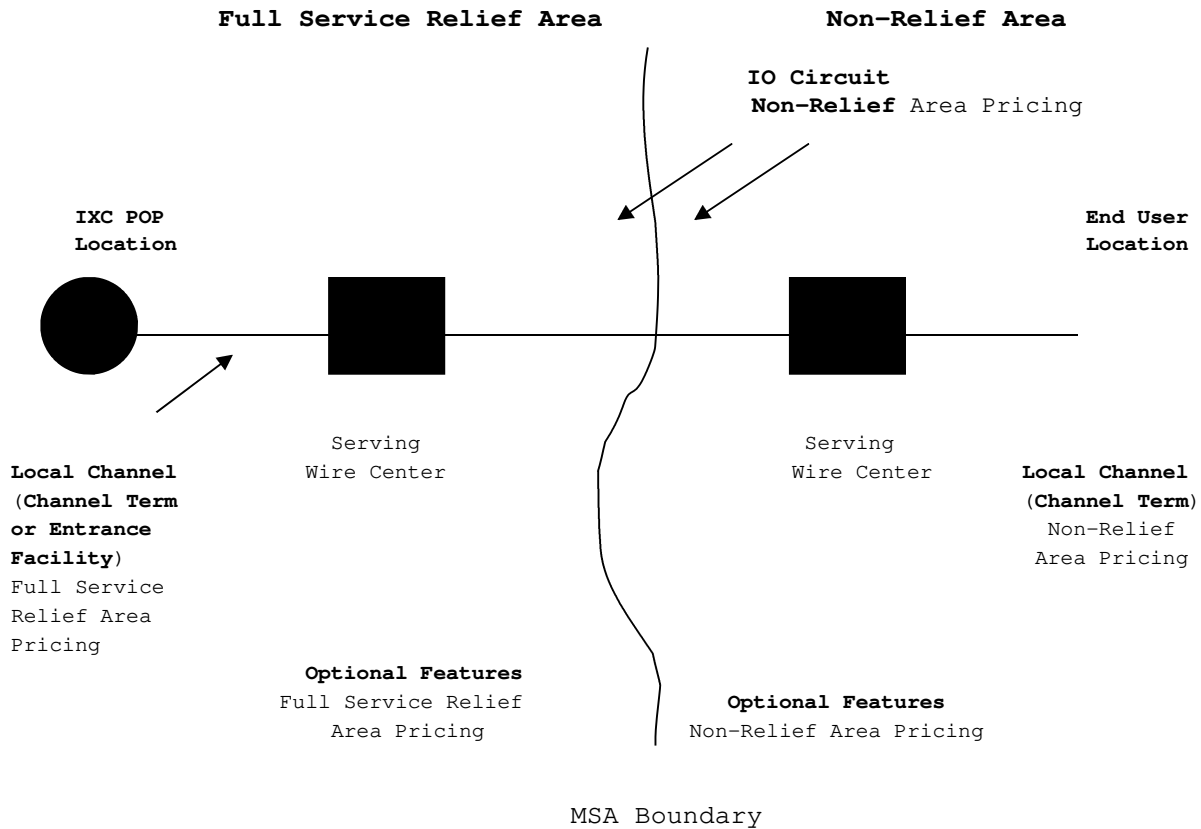 Full Service Relief Area
Non-Relief Area
IO Circuit
Non-Relief Area Pricing
IXC POP
Location
End User
Location
Serving
Wire Center
Serving
Wire Center
Local Channel
(Channel Term
or Entrance
Facility)
Full Service
Relief Area
Pricing
Local Channel
(Channel Term)
Non-Relief
Area Pricing
Optional Features
Full Service Relief
Area Pricing
Optional Features
Non-Relief Area Pricing
MSA Boundary